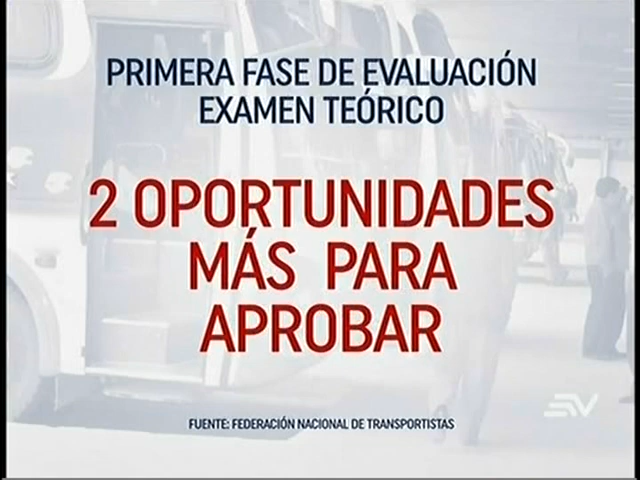 PRIMERA FASE DE EVALUACIÓN
EXAMEN TEÓRICO
2 OPORTUNIDADES
MÁS PARA
APROBAR
FUENTE: FEDERACIÓN NACIONAL DE TRANSPORTISTAS